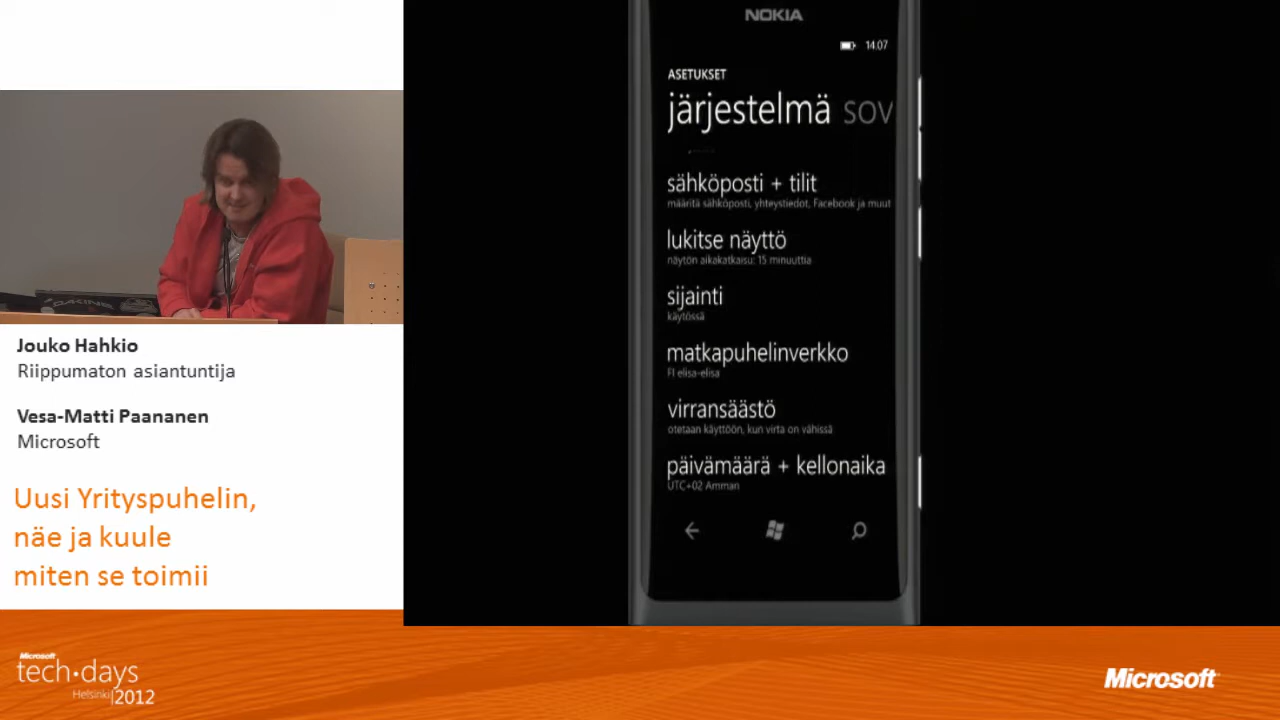 NOKIA
14.07
ASETUKSET
järjestelmä sov
sähköposti + tilit
määritä sähköposti, yhteystiedot, Facebook ja muut
lukitse näyttö
näytön aikakatkaisu: 15 minuuttia
sijainti
käytössä
matkapuhelinverkko
FI elisa-elisa
virransäästö
otetaan käyttöön, kun virta on vähissä
päivämäärä + kellonaika
UTC+02 Amman
DAKINE
Jouko Hahkio
Riippumaton asiantuntija
Vesa-Matti Paananen
Microsoft
Uusi Yrityspuhelin,
näe ja kuule
miten se toimii
Microsoft
tech·days
Helsinki|2012
Microsoft